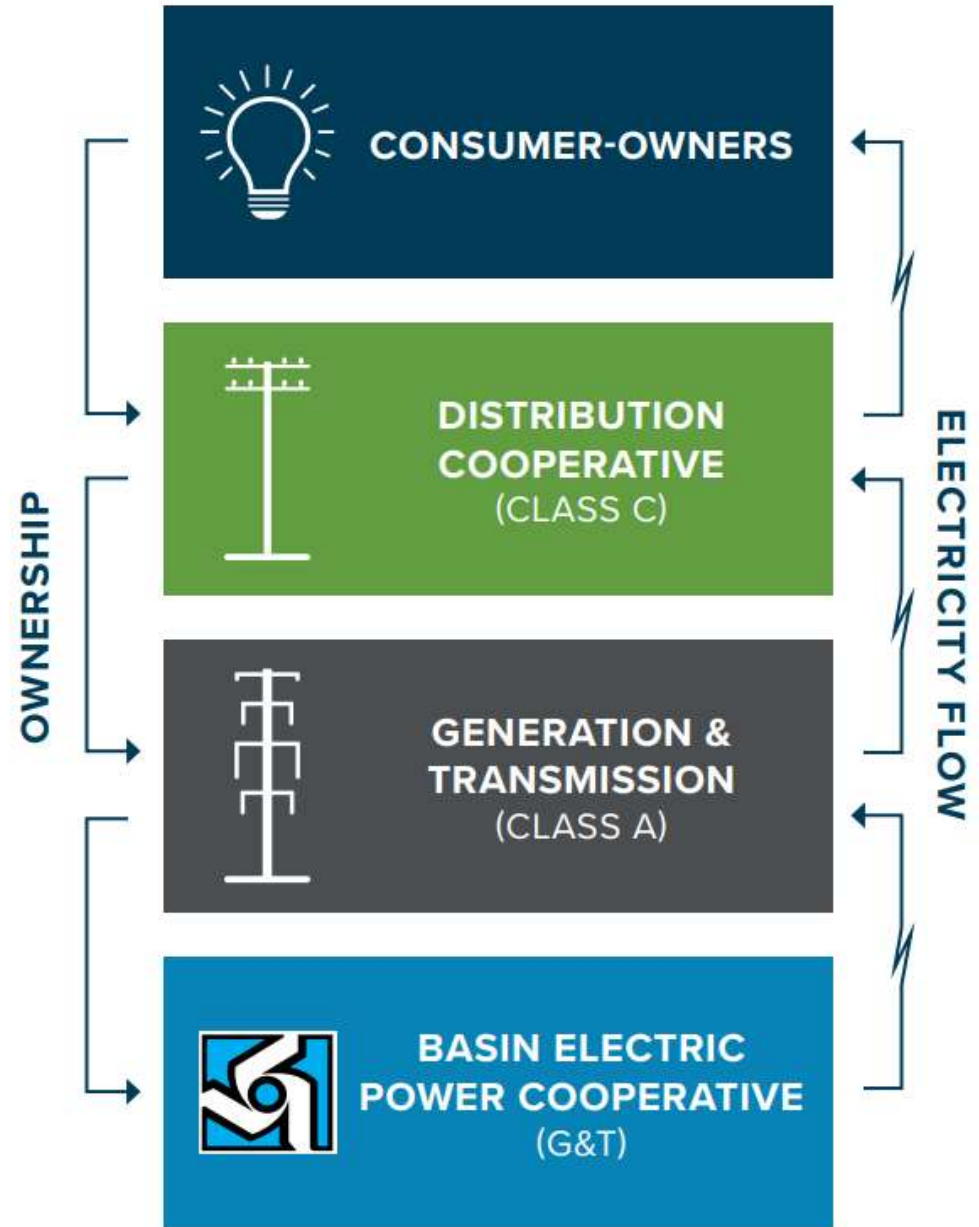 CONSUMER-OWNERS
DISTRIBUTION
COOPERATIVE
(CLASS C)
GENERATION &
TRANSMISSION
(CLASS A)
BASIN ELECTRIC
POWER COOPERATIVE
(G&T)
OWNERSHIP
ELECTRICITY FLOW